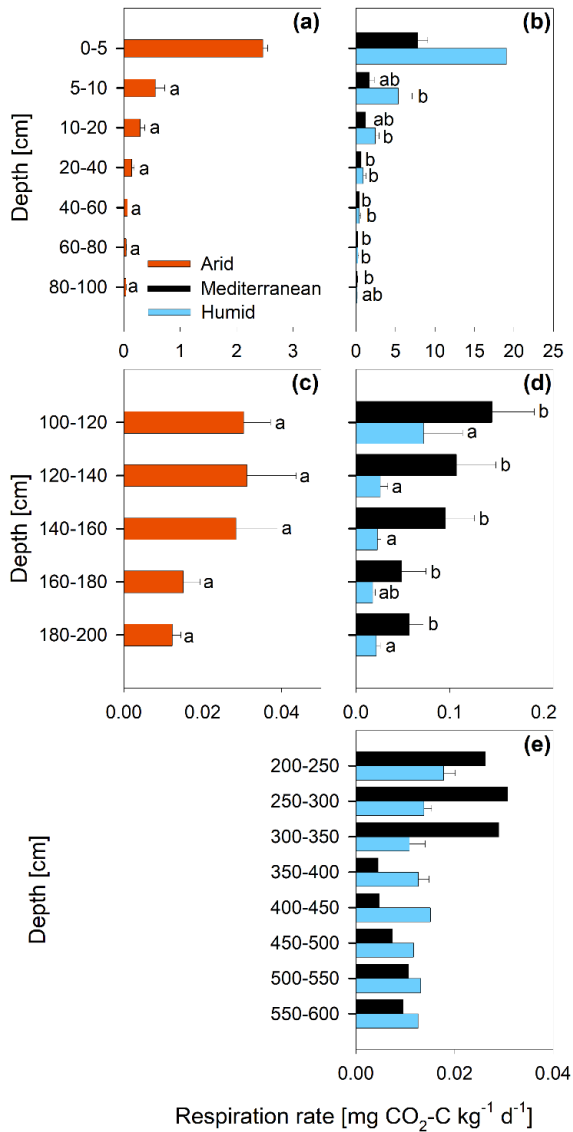 (a) (b)
0-5
5-10 a ab
b
10-20 a ab
b
20-40 a b
b
40-60 a b
b
60-80 a b
b
80-100 a b
ab
Depth [cm]
Arid
Mediterranean
Humid
0 1 2 3 0 5 10 15 20 25
(c) (d)
100-120 a b
a
120-140 a b
a
140-160 a b
a
160-180 a b
ab
180-200 a b
a
Depth [cm]
0.00 0.02 0.04 0.0 0.1 0.2
(e)
200-250
250-300
300-350
350-400
400-450
450-500
500-550
550-600
Depth [cm]
0.00 0.02 0.04
Respiration rate [mg CO₂-C kg⁻¹ d⁻¹]